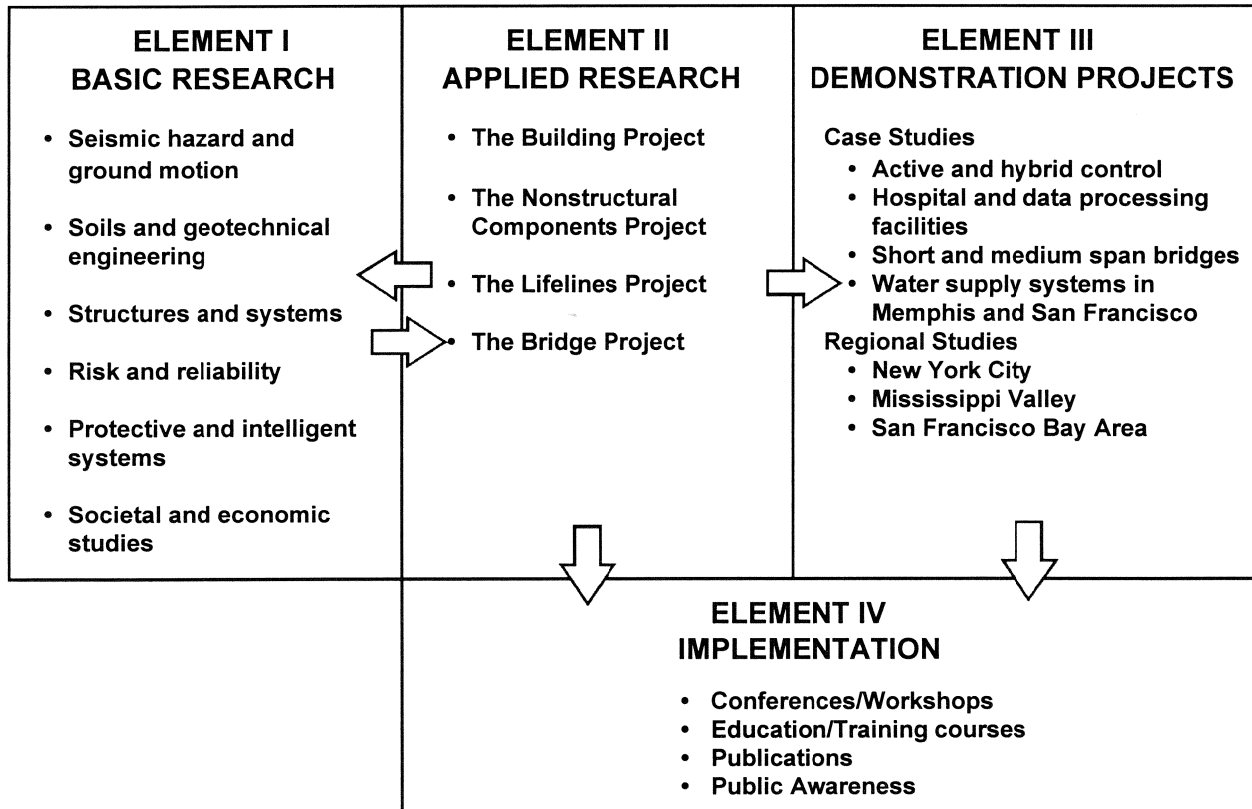 ELEMENT I
BASIC RESEARCH
• Seismic hazard and
ground motion
• Soils and geotechnical
engineering
• Structures and systems
• Risk and reliability
• Protective and intelligent
systems
• Societal and economic
studies
ELEMENT II
APPLIED RESEARCH
• The Building Project
• The Nonstructural
Components Project
• The Lifelines Project
• The Bridge Project
ELEMENT III
DEMONSTRATION PROJECTS
Case Studies
• Active and hybrid control
• Hospital and data processing
facilities
• Short and medium span bridges
• Water supply systems in
Memphis and San Francisco
Regional Studies
• New York City
• Mississippi Valley
• San Francisco Bay Area
ELEMENT IV
IMPLEMENTATION
• Conferences/Workshops
• Education/Training courses
• Publications
• Public Awareness